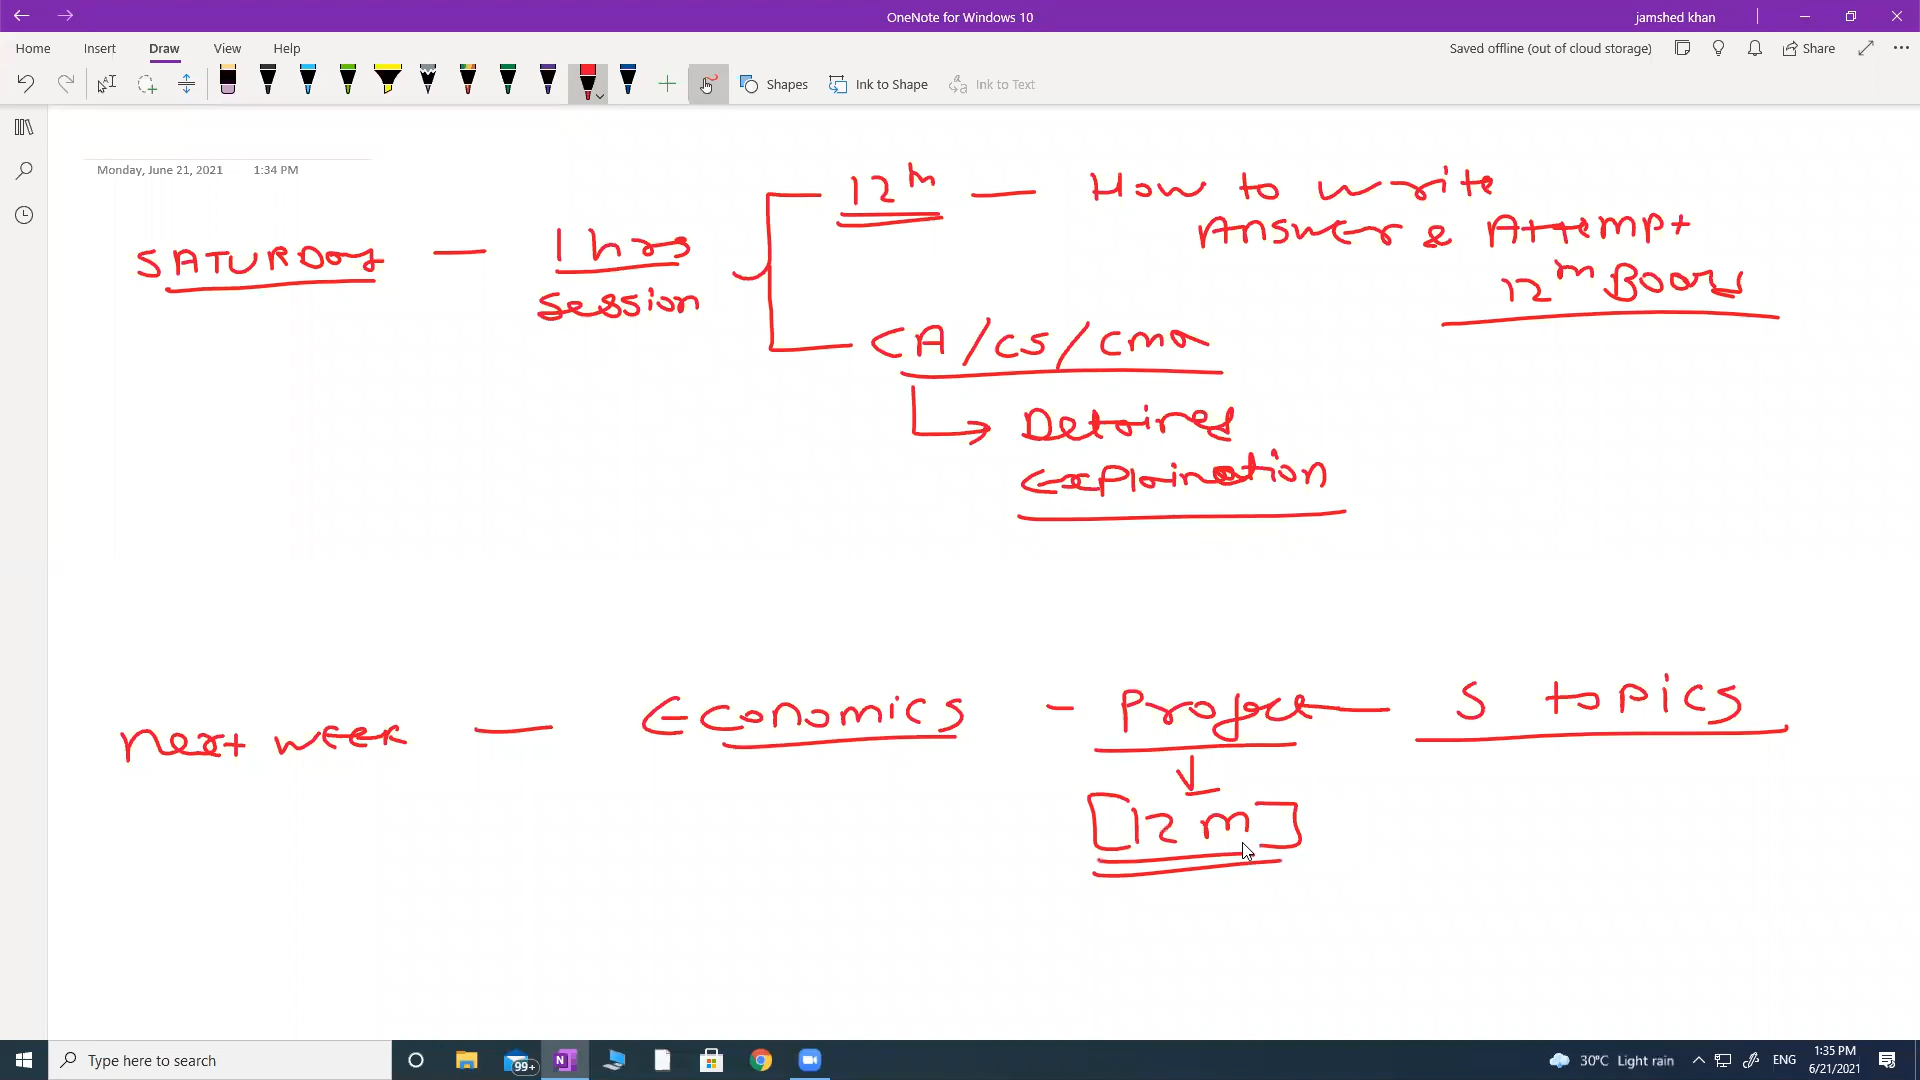 OneNote for Windows 10
jamshed khan
Home Insert Draw View Help
Saved offline (out of cloud storage) Share
Shapes Ink to Shape Ink to Text
Monday, June 21, 2021 1:34 PM
SATURDay — 1 hrs session
12th — How to write
Answer & Attempt
12th Board
CA/CS/CMA
Detailed
explaination
next week — Economics - Project — 5 topics
[12 m]
Type here to search
99+
30°C Light rain ENG 1:35 PM
6/21/2021